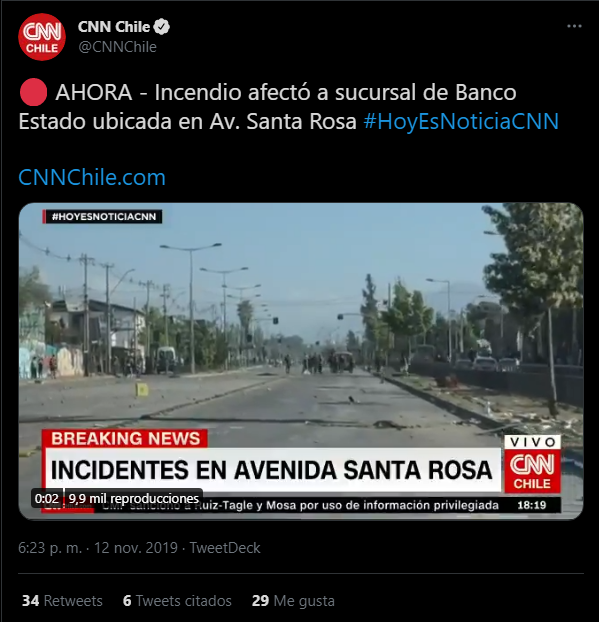 CNN Chile
@CNNChile
AHORA - Incendio afectó a sucursal de Banco
Estado ubicada en Av. Santa Rosa #HoyEsNoticiaCNN
CNNChile.com
#HOYESNOTICIACNN
BREAKING NEWS
INCIDENTES EN AVENIDA SANTA ROSA
VIVO
CNN
CHILE
0:02 9,9 mil reproducciones
Ruiz-Tagle y Mosa por uso de información privilegiada
18:19
6:23 p. m. · 12 nov. 2019 · TweetDeck
34 Retweets 6 Tweets citados 29 Me gusta
CNN
CHILE